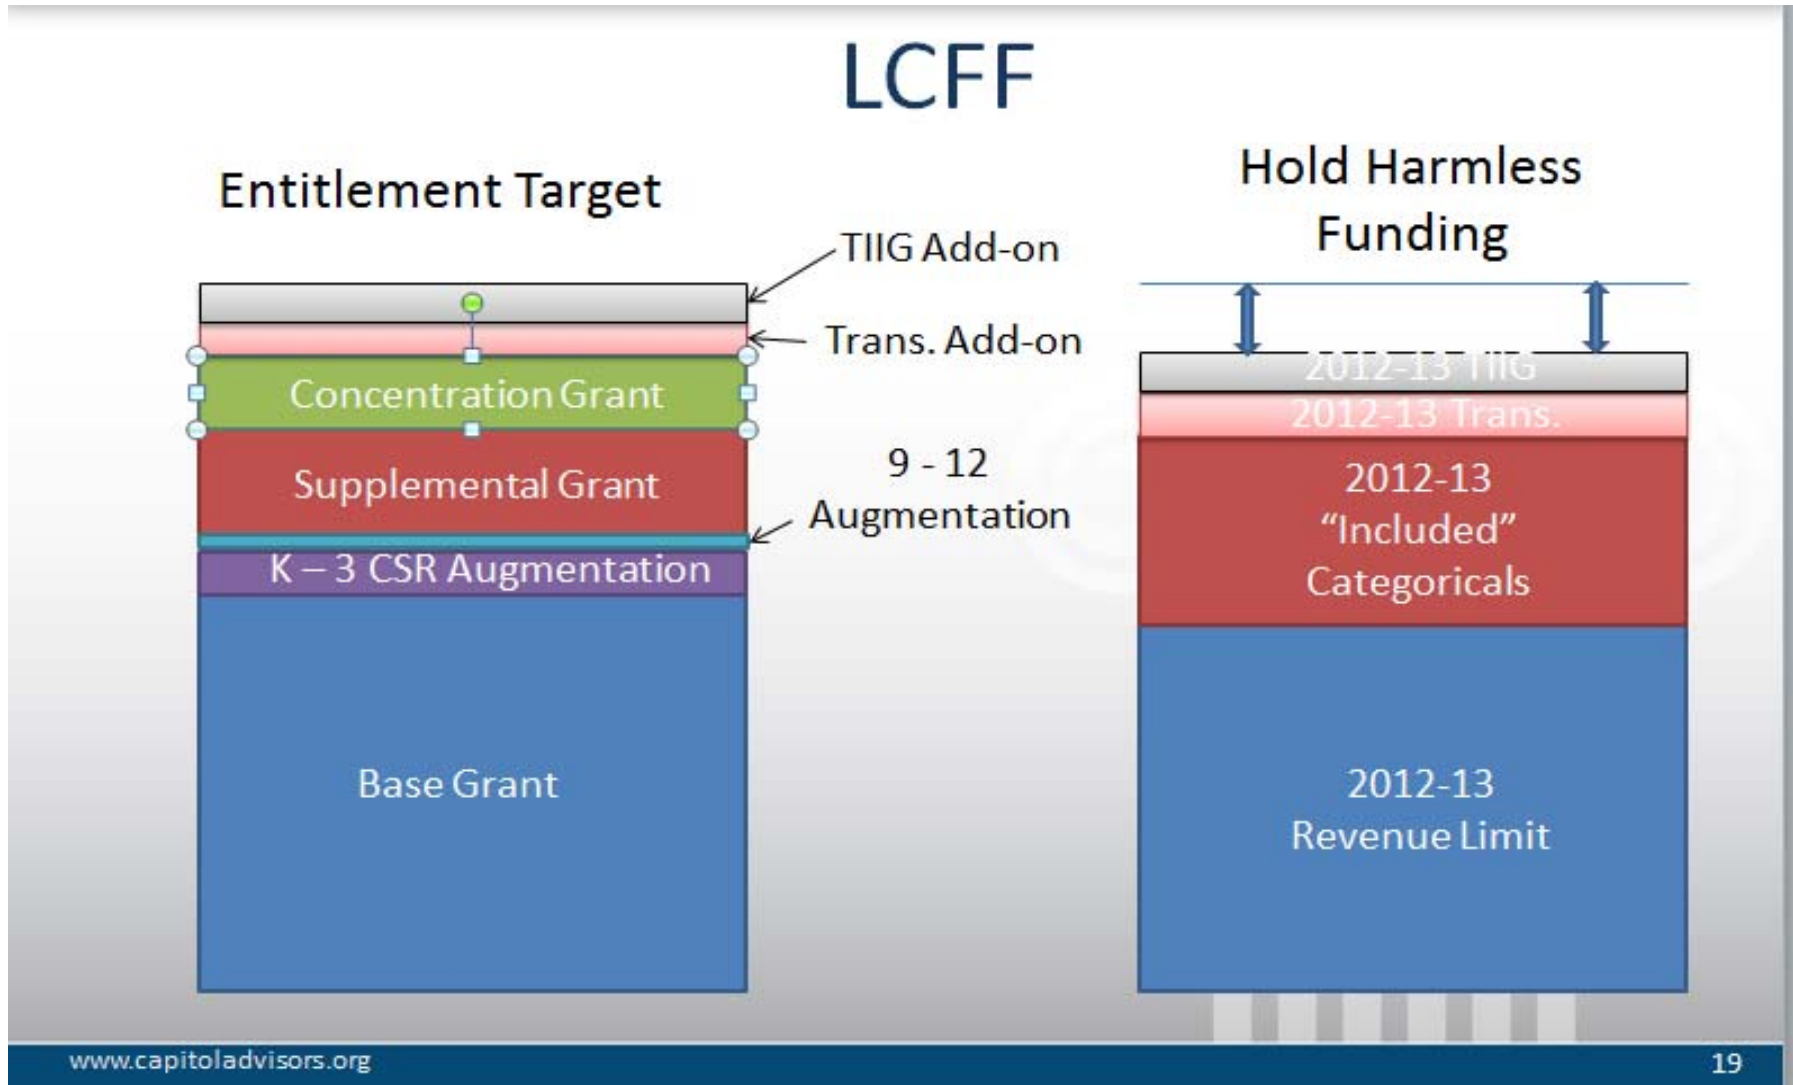 LCFF
Entitlement Target
TIIG Add-on
Trans. Add-on
Concentration Grant
Supplemental Grant
9 - 12
Augmentation
K – 3 CSR Augmentation
Base Grant
Hold Harmless
Funding
2012-13 TIIG
2012-13 Trans.
2012-13
“Included”
Categoricals
2012-13
Revenue Limit
www.capitoladvisors.org
19